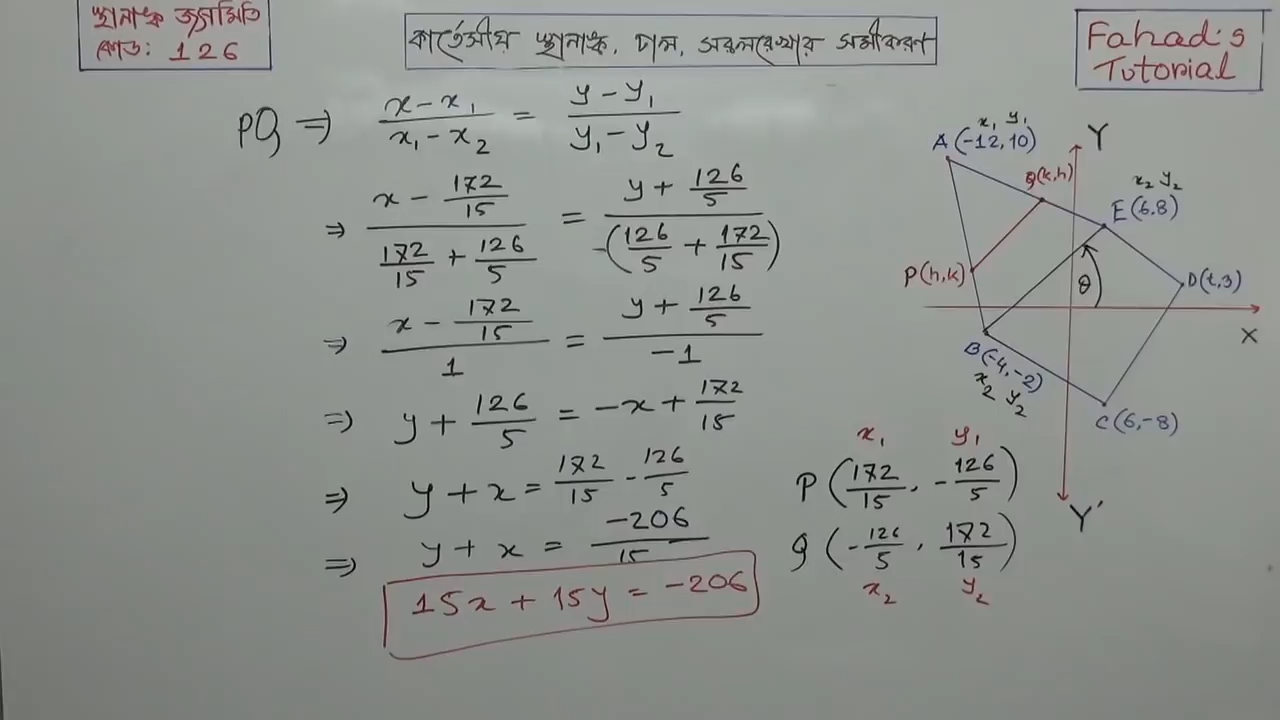 স্থানাঙ্ক জ্যামিতি
কোড: 126
কার্তেসীয় স্থানাঙ্ক, ঢাল, সরলরেখার সমীকরণ
Fahad's
Tutorial
PQ ⇒ (x - x₁)/(x₁ - x₂) = (y - y₁)/(y₁ - y₂)
⇒ (x - 172/15)/(172/15 + 126/5) = (y + 126/5)/(-(126/5 + 172/15))
⇒ (x - 172/15)/1 = (y + 126/5)/(-1)
⇒ y + 126/5 = -x + 172/15
⇒ y + x = 172/15 - 126/5
⇒ y + x = -206/15
15x + 15y = -206
x₁ y₁
A(-12,10)
Y
Q(k,h)
x₂ y₂
E(6.8)
P(h,k)
θ
D(t,3)
X
B(-4,-2)
x₂ y₂
C(6,-8)
Y'
x₁ y₁
P(172/15, -126/5)
Q(-126/5, 172/15)
x₂ y₂